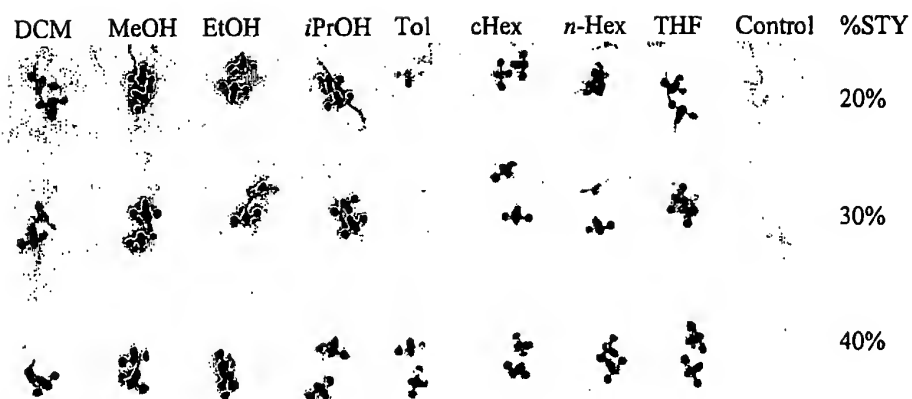 DCM MeOH EtOH iPrOH Tol cHex n-Hex THF Control %STY
20%
30%
40%